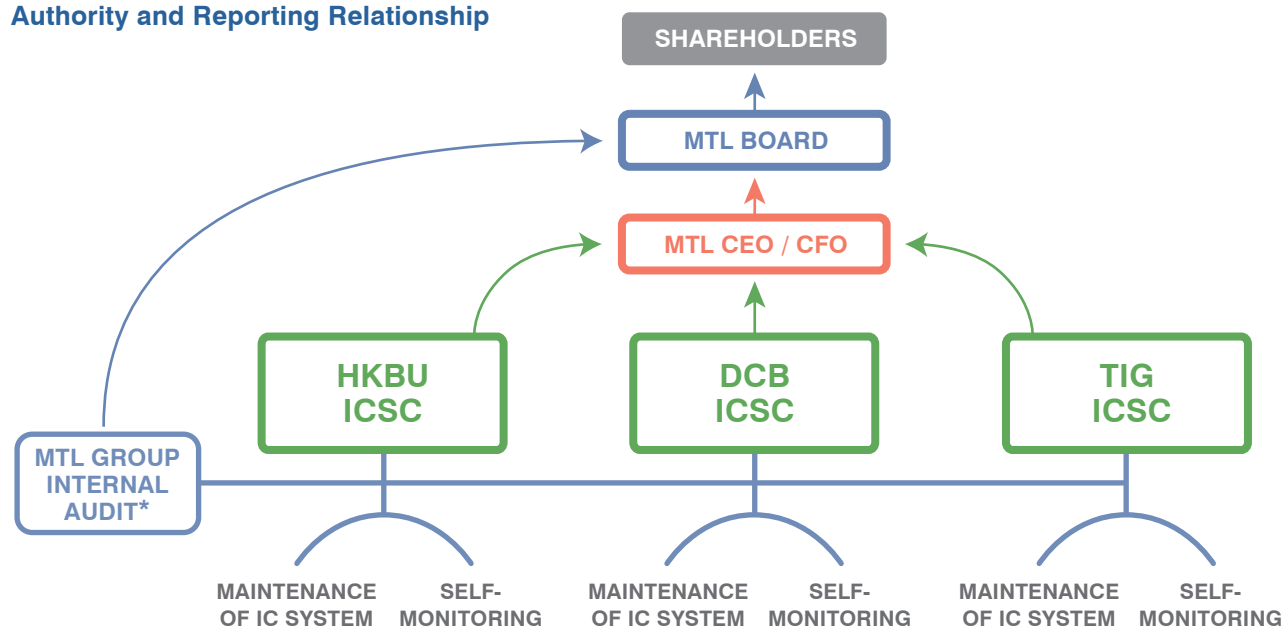 Authority and Reporting Relationship
SHAREHOLDERS
MTL BOARD
MTL CEO / CFO
HKBU
ICSC
DCB
ICSC
TIG
ICSC
MTL GROUP
INTERNAL
AUDIT*
MAINTENANCE
OF IC SYSTEM
SELF-
MONITORING
MAINTENANCE
OF IC SYSTEM
SELF-
MONITORING
MAINTENANCE
OF IC SYSTEM
SELF-
MONITORING